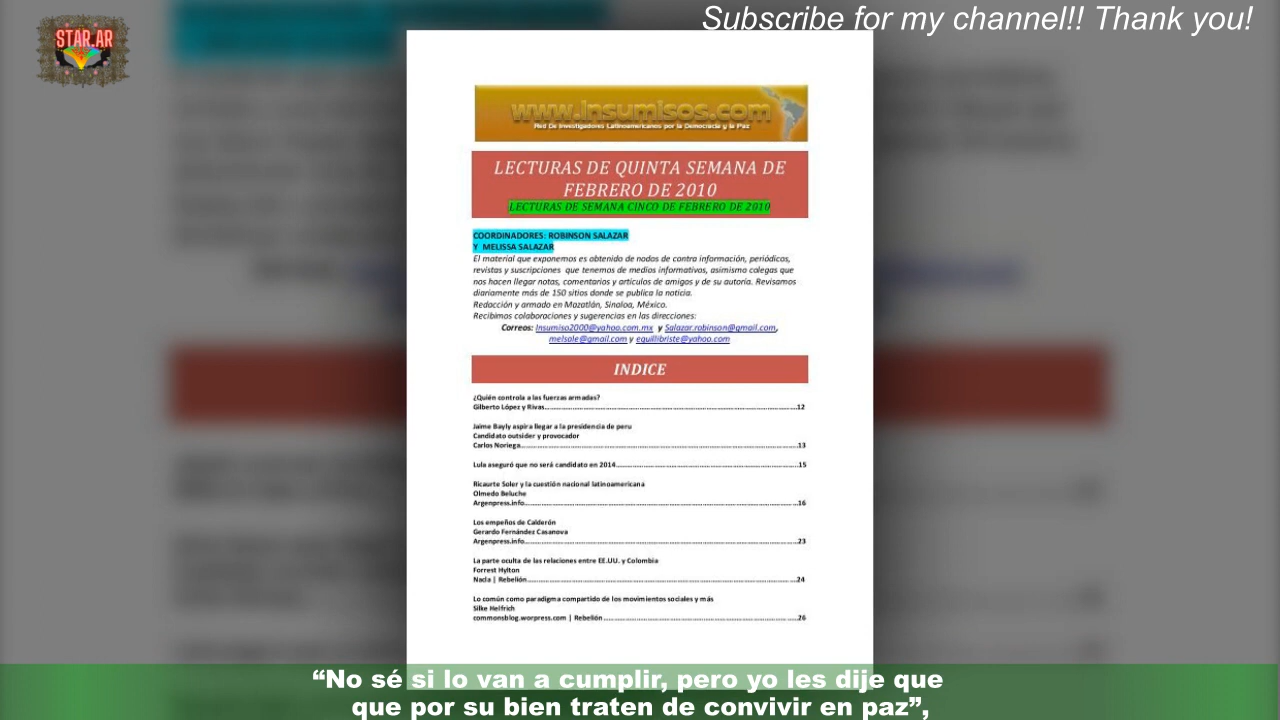 Subscribe for my channel!! Thank you!
STAR.AR
www.insumisos.com
Red De Investigadores Latinoamericanos por la Democracia y la Paz
LECTURAS DE QUINTA SEMANA DE
FEBRERO DE 2010
LECTURAS DE SEMANA CINCO DE FEBRERO DE 2010
COORDINADORES: ROBINSON SALAZAR
Y MELISSA SALAZAR
El material que exponemos es obtenido de nodos de contra información, periódicos,
revistas y suscripciones que tenemos de medios informativos, asimismo colegas que
nos hacen llegar notas, comentarios y artículos de amigos y de su autoría. Revisamos
diariamente más de 150 sitios donde se publica la noticia.
Redacción y armado en Mazatlán, Sinaloa, México.
Recibimos colaboraciones y sugerencias en las direcciones:
Correos: Insumiso2000@yahoo.com.mx y Salazar.robinson@gmail.com,
melsale@gmail.com y equilibriste@yahoo.com
INDICE
¿Quién controla a las fuerzas armadas?
Gilberto López y Rivas...12
Jaime Bayly aspira llegar a la presidencia de peru
Candidato outsider y provocador
Carlos Noriega...13
Lula aseguró que no será candidato en 2014...15
Ricaurte Soler y la cuestión nacional latinoamericana
Olmedo Beluche
Argenpress.info...16
Los empeños de Calderón
Gerardo Fernández Casanova
Argenpress.info...23
La parte oculta de las relaciones entre EE.UU. y Colombia
Forrest Hylton
Nacla | Rebelión...24
Lo común como paradigma compartido de los movimientos sociales y más
Silke Helfrich
commonsblog.worpress.com | Rebelión...26
“No sé si lo van a cumplir, pero yo les dije que
que por su bien traten de convivir en paz”,